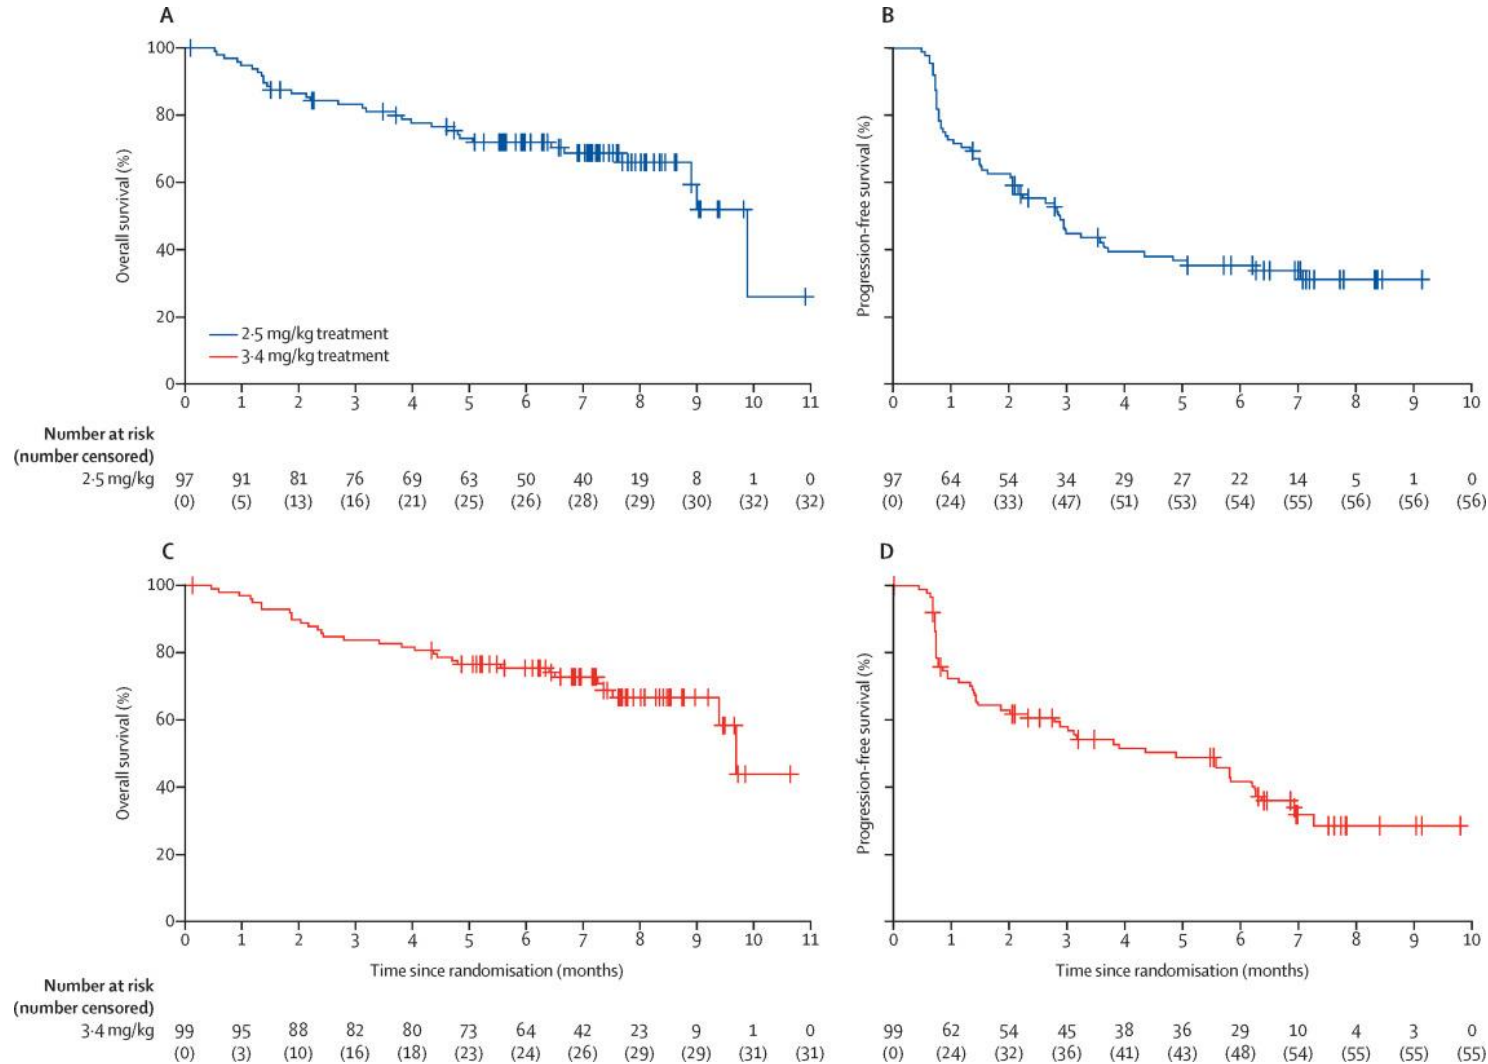 A
B
100
80
60
40
20
0
Overall survival (%)
2·5 mg/kg treatment
3·4 mg/kg treatment
0 1 2 3 4 5 6 7 8 9 10 11
Progression-free survival (%)
0 1 2 3 4 5 6 7 8 9 10
Number at risk
(number censored)
2·5 mg/kg 97 91 81 76 69 63 50 40 19 8 1 0
(0) (5) (13) (16) (21) (25) (26) (28) (29) (30) (32) (32)
97 64 54 34 29 27 22 14 5 1 0
(0) (24) (33) (47) (51) (53) (54) (55) (56) (56) (56)
C
D
100
80
60
40
20
0
Overall survival (%)
0 1 2 3 4 5 6 7 8 9 10 11
Time since randomisation (months)
Progression-free survival (%)
0 1 2 3 4 5 6 7 8 9 10
Time since randomisation (months)
Number at risk
(number censored)
3·4 mg/kg 99 95 88 82 80 73 64 42 23 9 1 0
(0) (3) (10) (16) (18) (23) (24) (26) (29) (29) (31) (31)
99 62 54 45 38 36 29 10 4 3 0
(0) (24) (32) (36) (41) (43) (48) (54) (55) (55) (55)